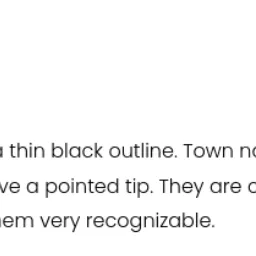 a thin black outline. Town na
ve a pointed tip. They are c
hem very recognizable.